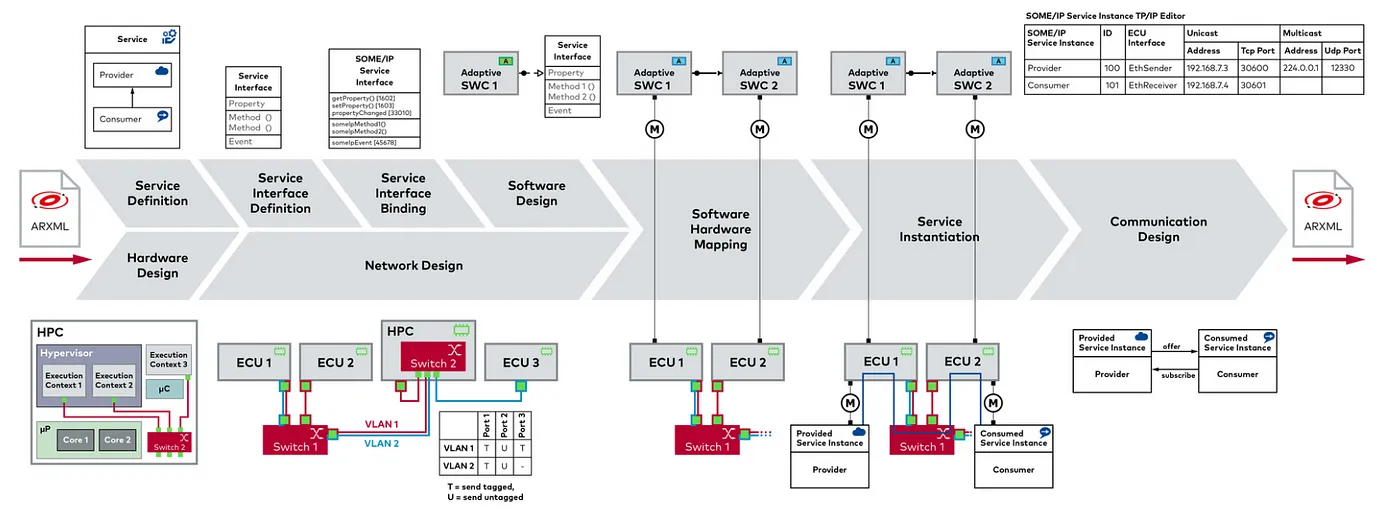 SOME/IP Service Instance TP/IP Editor
SOME/IP
Service Instance
ID
ECU
Interface
Unicast
Multicast
Address
Tcp Port
Address
Udp Port
Provider
100
EthSender
192.168.7.3
30600
224.0.0.1
12330
Consumer
101
EthReceiver
192.168.7.4
30601
Service
Provider
Consumer
Service
Interface
Property
Method ()
Method ()
Event
SOME/IP
Service
Interface
getProperty() [1602]
setProperty() [1603]
propertyChanged [33010]
someIpMethod1()
someIpMethod2()
someIpEvent [45678]
A
Adaptive
SWC 1
Service
Interface
Property
Method 1 ()
Method 2 ()
Event
A
Adaptive
SWC 1
A
Adaptive
SWC 2
M
M
A
Adaptive
SWC 1
A
Adaptive
SWC 2
M
M
ARXML
Service
Definition
Service
Interface
Definition
Service
Interface
Binding
Software
Design
Hardware
Design
Network Design
Software
Hardware
Mapping
Service
Instantiation
Communication
Design
ARXML
HPC
Hypervisor
Execution
Context 1
Execution
Context 2
Execution
Context 3
µC
µP
Core 1
Core 2
Switch 2
ECU 1
ECU 2
HPC
Switch 2
ECU 3
Switch 1
VLAN 1
VLAN 2
Port 1
Port 2
Port 3
VLAN 1
T
U
T
VLAN 2
T
U
-
T = send tagged,
U = send untagged
ECU 1
ECU 2
Switch 1
ECU 1
ECU 2
M
M
Provided
Service Instance
Provider
Switch 1
Consumed
Service Instance
Consumer
Provided
Service Instance
Provider
offer
subscribe
Consumed
Service Instance
Consumer